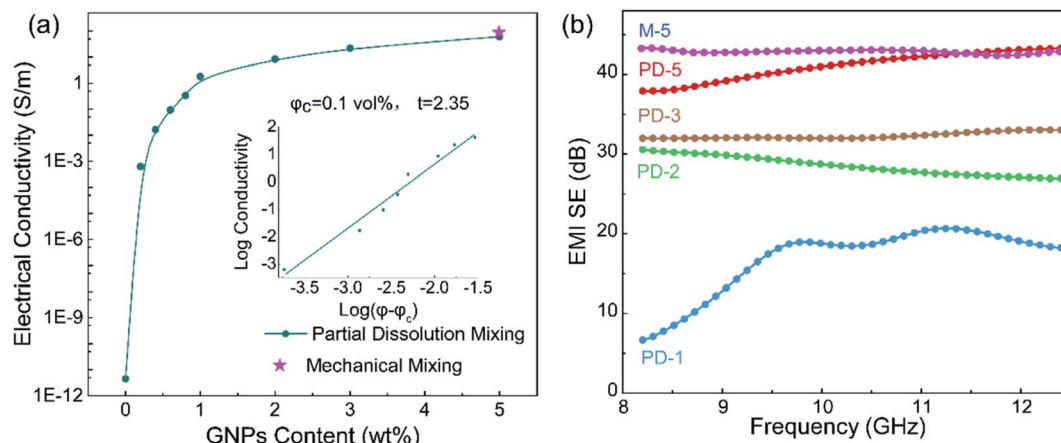 (a)
Electrical Conductivity (S/m)
1
1E-3
1E-6
1E-9
1E-12
0
1
2
3
4
5
GNPs Content (wt%)
φc=0.1 vol%, t=2.35
Log Conductivity
2
1
0
-1
-2
-3
-3.5
-3.0
-2.5
-2.0
-1.5
Log(φ-φc)
Partial Dissolution Mixing
Mechanical Mixing
(b)
EMI SE (dB)
40
30
20
10
0
M-5
PD-5
PD-3
PD-2
PD-1
8
9
10
11
12
Frequency (GHz)